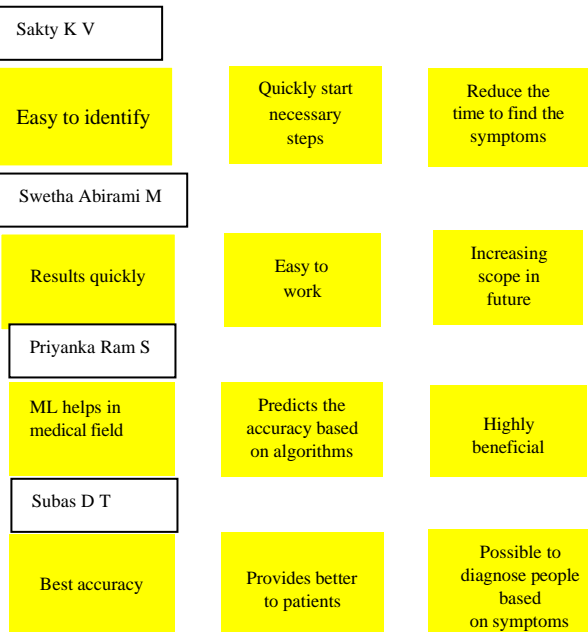 Sakty K V
Easy to identify
Quickly start
necessary
steps
Reduce the
time to find the
symptoms
Swetha Abirami M
Results quickly
Easy to
work
Increasing
scope in
future
Priyanka Ram S
ML helps in
medical field
Predicts the
accuracy based
on algorithms
Highly
beneficial
Subas D T
Best accuracy
Provides better
to patients
Possible to
diagnose people
based
on symptoms